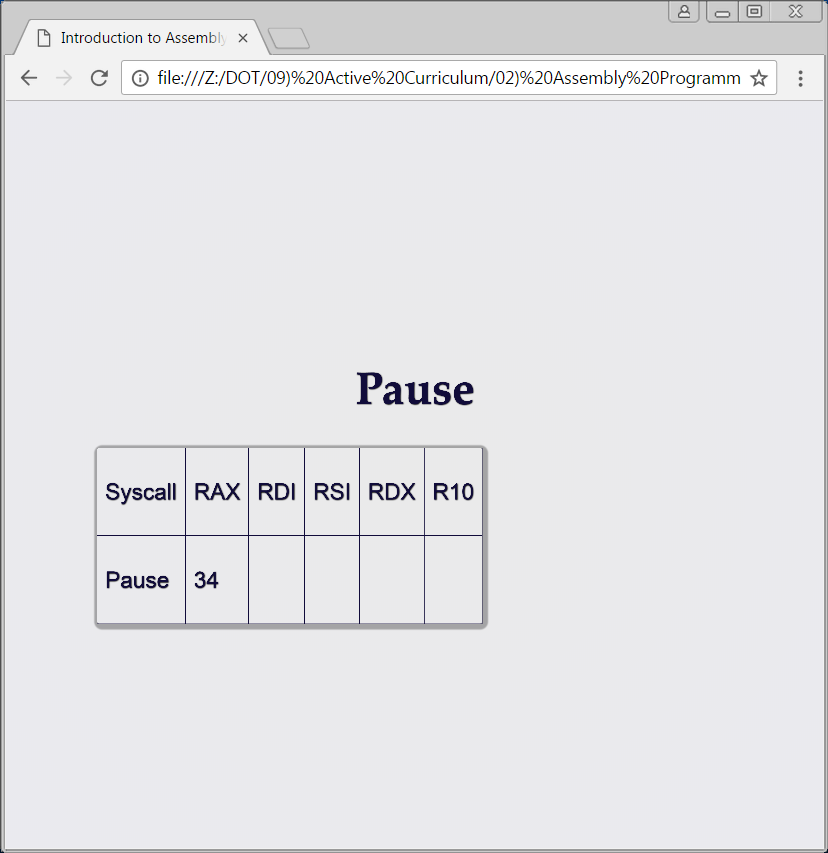 Introduction to Assembly
file:///Z:/DOT/09)%20Active%20Curriculum/02)%20Assembly%20Programm
Pause
Syscall RAX RDI RSI RDX R10
Pause 34